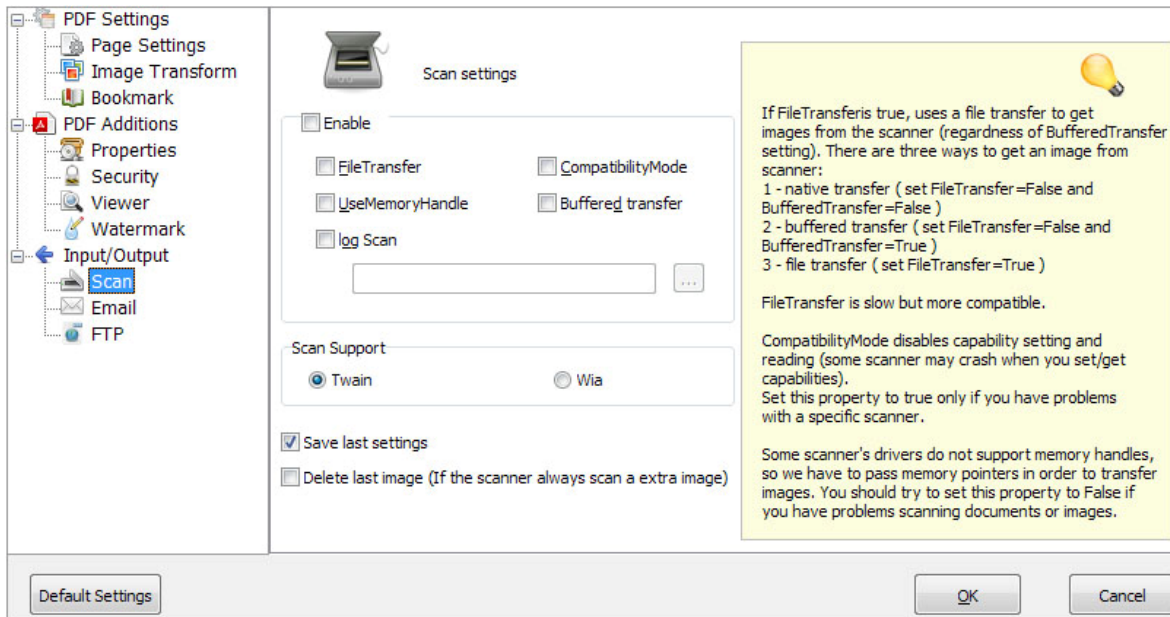 PDF Settings
Page Settings
Image Transform
Bookmark
PDF Additions
Properties
Security
Viewer
Watermark
Input/Output
Scan
Email
FTP
Scan settings
Enable
FileTransfer
CompatibilityMode
UseMemoryHandle
Buffered transfer
log Scan
...
Scan Support
Twain
Wia
Save last settings
Delete last image (If the scanner always scan a extra image)
If FileTransferis true, uses a file transfer to get
images from the scanner (regardness of BufferedTransfer
setting). There are three ways to get an image from
scanner:
1 - native transfer ( set FileTransfer=False and
BufferedTransfer=False )
2 - buffered transfer ( set FileTransfer=False and
BufferedTransfer=True )
3 - file transfer ( set FileTransfer=True )
FileTransfer is slow but more compatible.
CompatibilityMode disables capability setting and
reading (some scanner may crash when you set/get
capabilities).
Set this property to true only if you have problems
with a specific scanner.
Some scanner's drivers do not support memory handles,
so we have to pass memory pointers in order to transfer
images. You should try to set this property to False if
you have problems scanning documents or images.
Default Settings
OK
Cancel